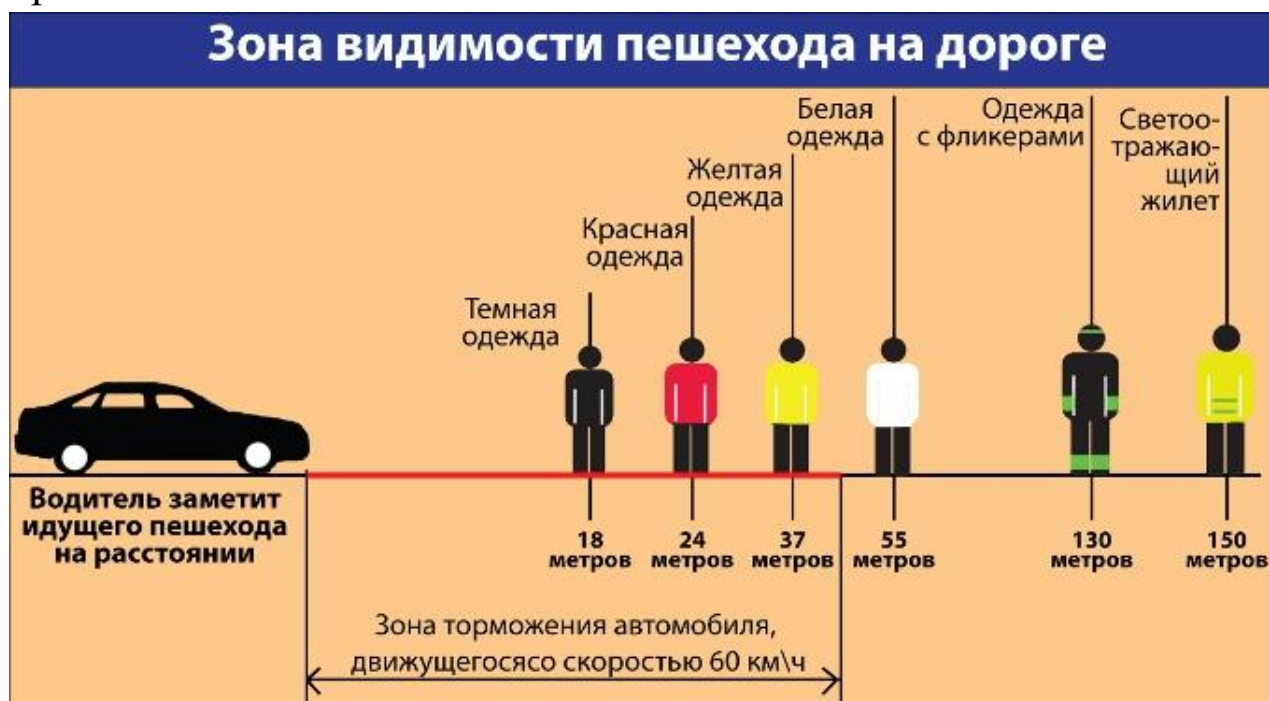 Зона видимости пешехода на дороге
Белая
одежда
Одежда
с фликерами
Светоо-
тражаю-
щий
жилет
Желтая
одежда
Красная
одежда
Темная
одежда
Водитель заметит
идущего пешехода
на расстоянии
18
метров
24
метров
37
метров
55
метров
130
метров
150
метров
Зона торможения автомобиля,
движущегосясо скоростью 60 км\ч